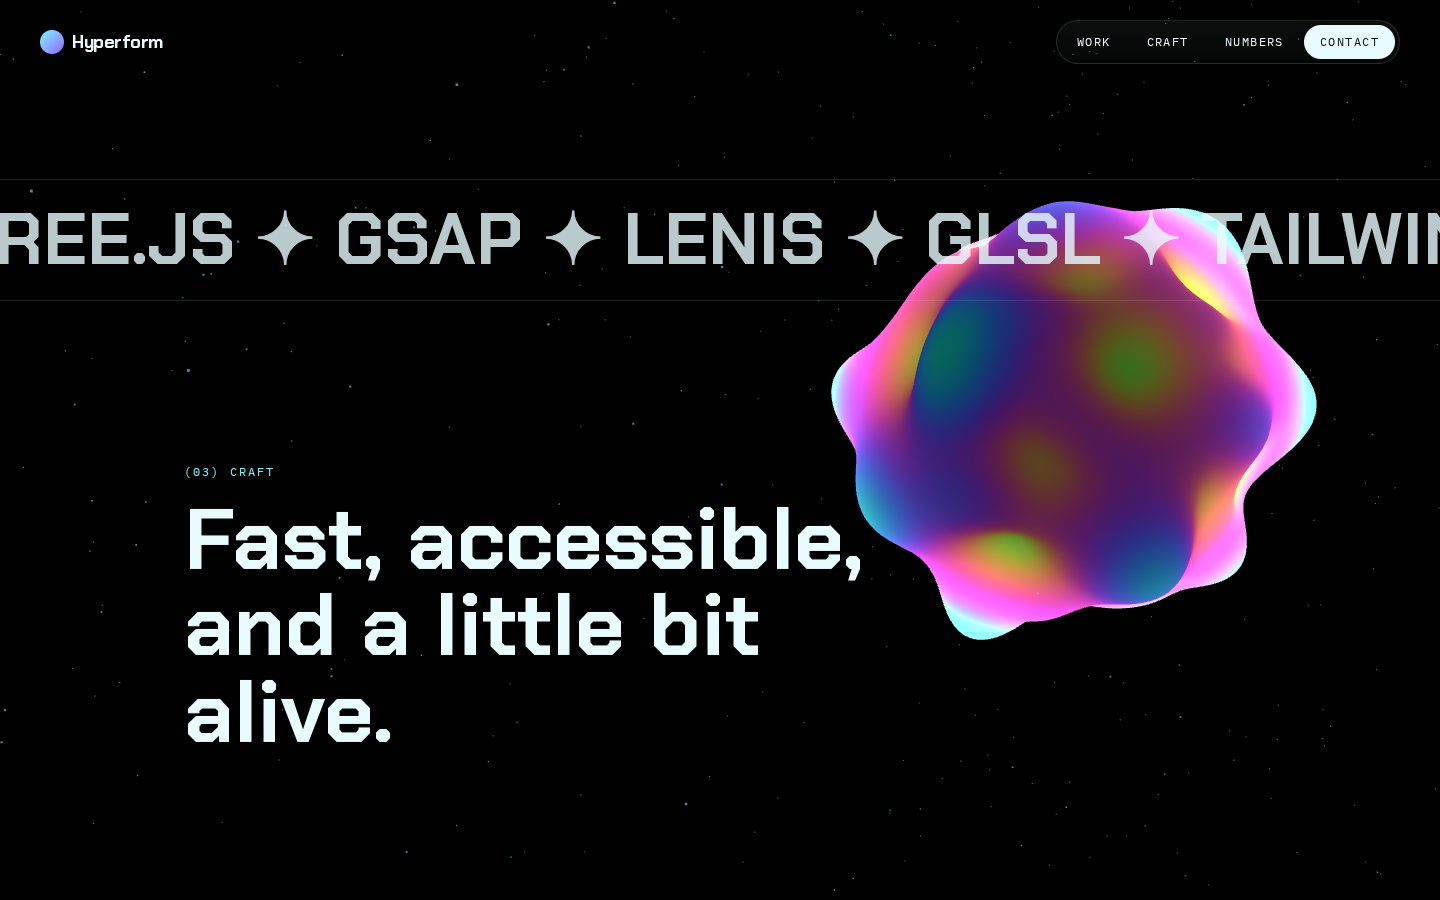 Hyperform
WORK CRAFT NUMBERS CONTACT
REE.JS ✦ GSAP ✦ LENIS ✦ GLSL ✦ TAILWIN
(03) CRAFT
Fast, accessible,
and a little bit
alive.